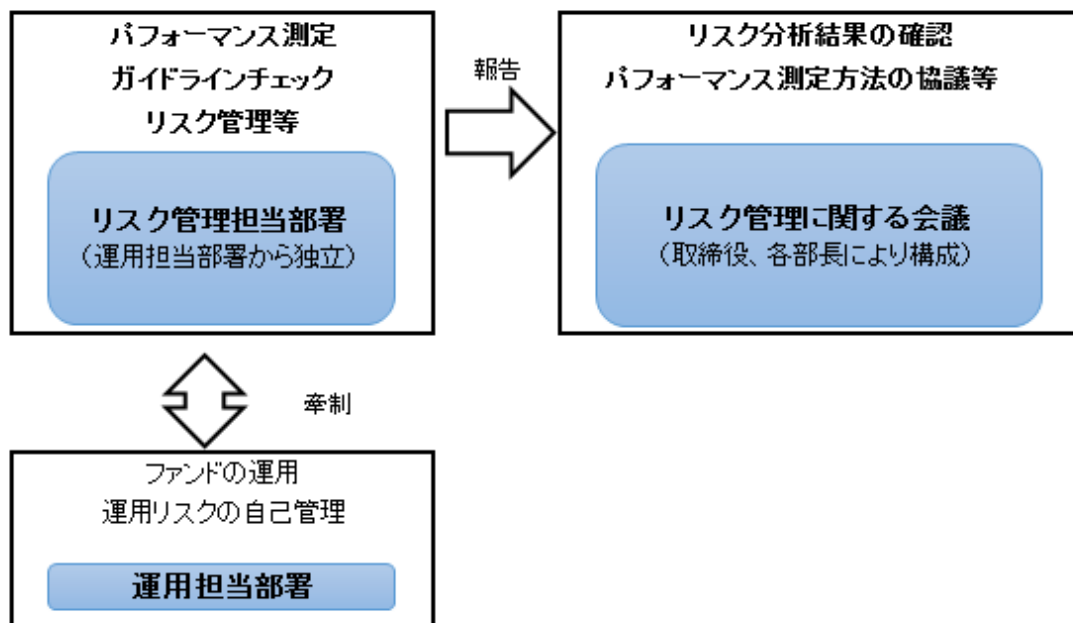 パフォーマンス測定
ガイドラインチェック
リスク管理等
リスク管理担当部署
（運用担当部署から独立）
報告
リスク分析結果の確認
パフォーマンス測定方法の協議等
リスク管理に関する会議
（取締役、各部長により構成）
牽制
ファンドの運用
運用リスクの自己管理
運用担当部署